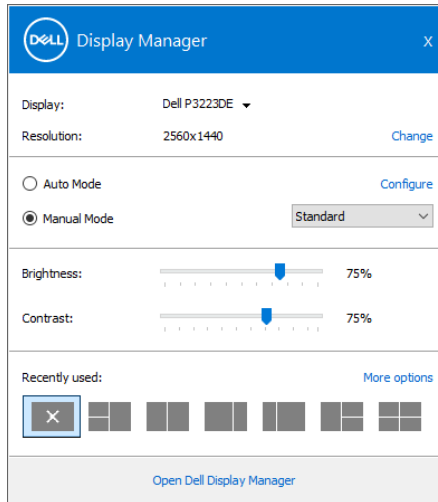 DELL Display Manager X
Display: Dell P3223DE
Resolution: 2560x1440 Change
Auto Mode Configure
Manual Mode Standard
Brightness: 75%
Contrast: 75%
Recently used: More options
Open Dell Display Manager